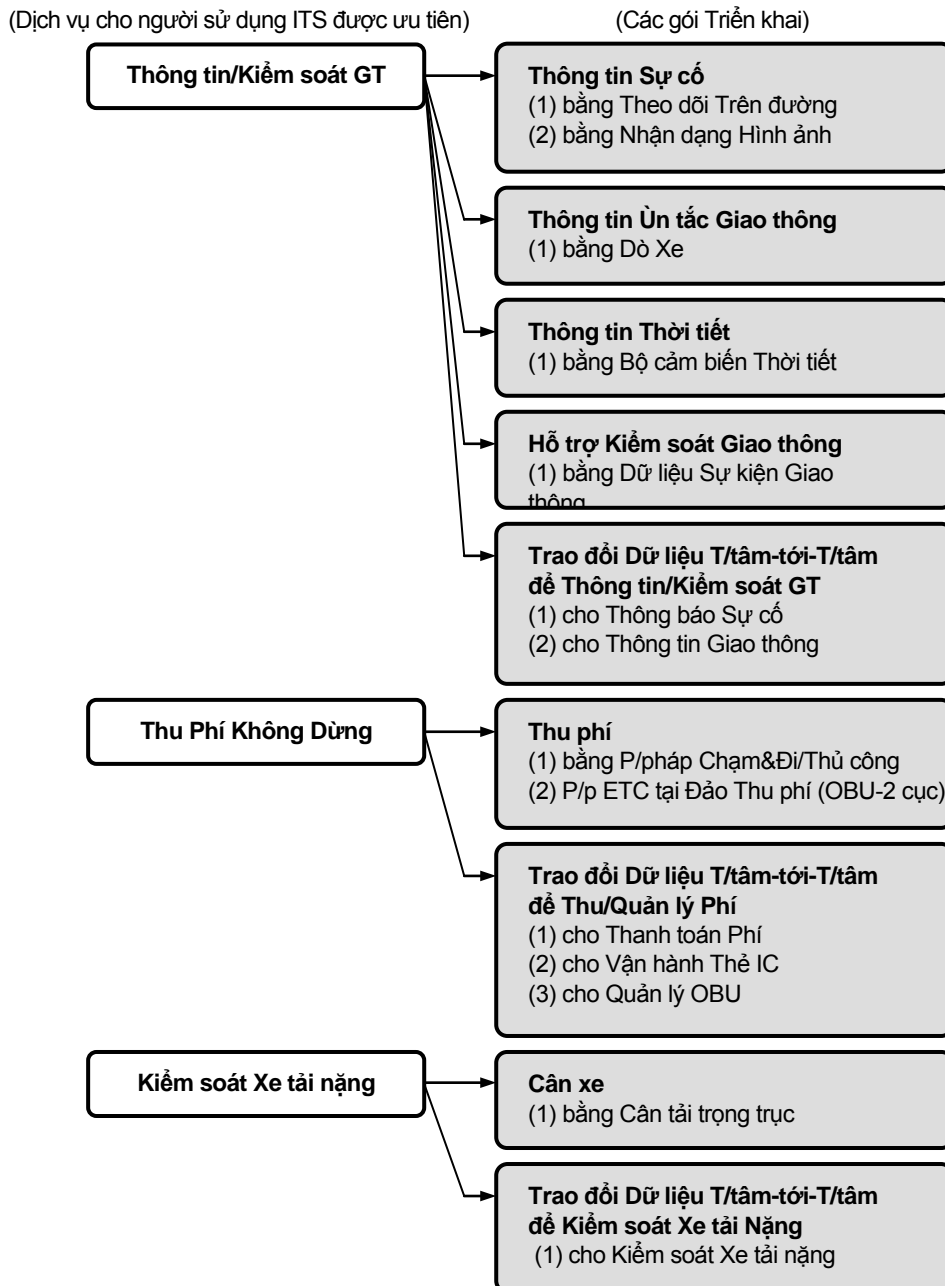 (Dịch vụ cho người sử dụng ITS được ưu tiên)
(Các gói Triển khai)
Thông tin/Kiểm soát GT
Thông tin Sự cố
(1) bằng Theo dõi Trên đường
(2) bằng Nhận dạng Hình ảnh
Thông tin Ùn tắc Giao thông
(1) bằng Dò Xe
Thông tin Thời tiết
(1) bằng Bộ cảm biến Thời tiết
Hỗ trợ Kiểm soát Giao thông
(1) bằng Dữ liệu Sự kiện Giao
thông
Trao đổi Dữ liệu T/tâm-tới-T/tâm
để Thông tin/Kiểm soát GT
(1) cho Thông báo Sự cố
(2) cho Thông tin Giao thông
Thu Phí Không Dừng
Thu phí
(1) bằng P/pháp Chạm&Đi/Thủ công
(2) P/p ETC tại Đảo Thu phí (OBU-2 cục)
Trao đổi Dữ liệu T/tâm-tới-T/tâm
để Thu/Quản lý Phí
(1) cho Thanh toán Phí
(2) cho Vận hành Thẻ IC
(3) cho Quản lý OBU
Kiểm soát Xe tải nặng
Cân xe
(1) bằng Cân tải trọng trục
Trao đổi Dữ liệu T/tâm-tới-T/tâm
để Kiểm soát Xe tải Nặng
(1) cho Kiểm soát Xe tải nặng